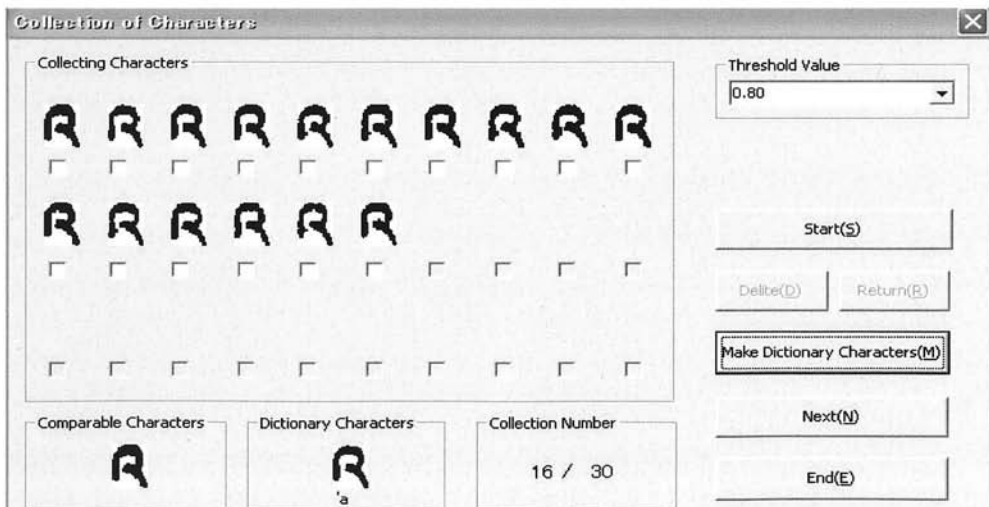 Collection of Characters
Collecting Characters
Threshold Value
0.80
Start(S)
Delite(D) Return(R)
Make Dictionary Characters(M)
Comparable Characters Dictionary Characters Collection Number
Next(N)
16 / 30
'a
End(E)